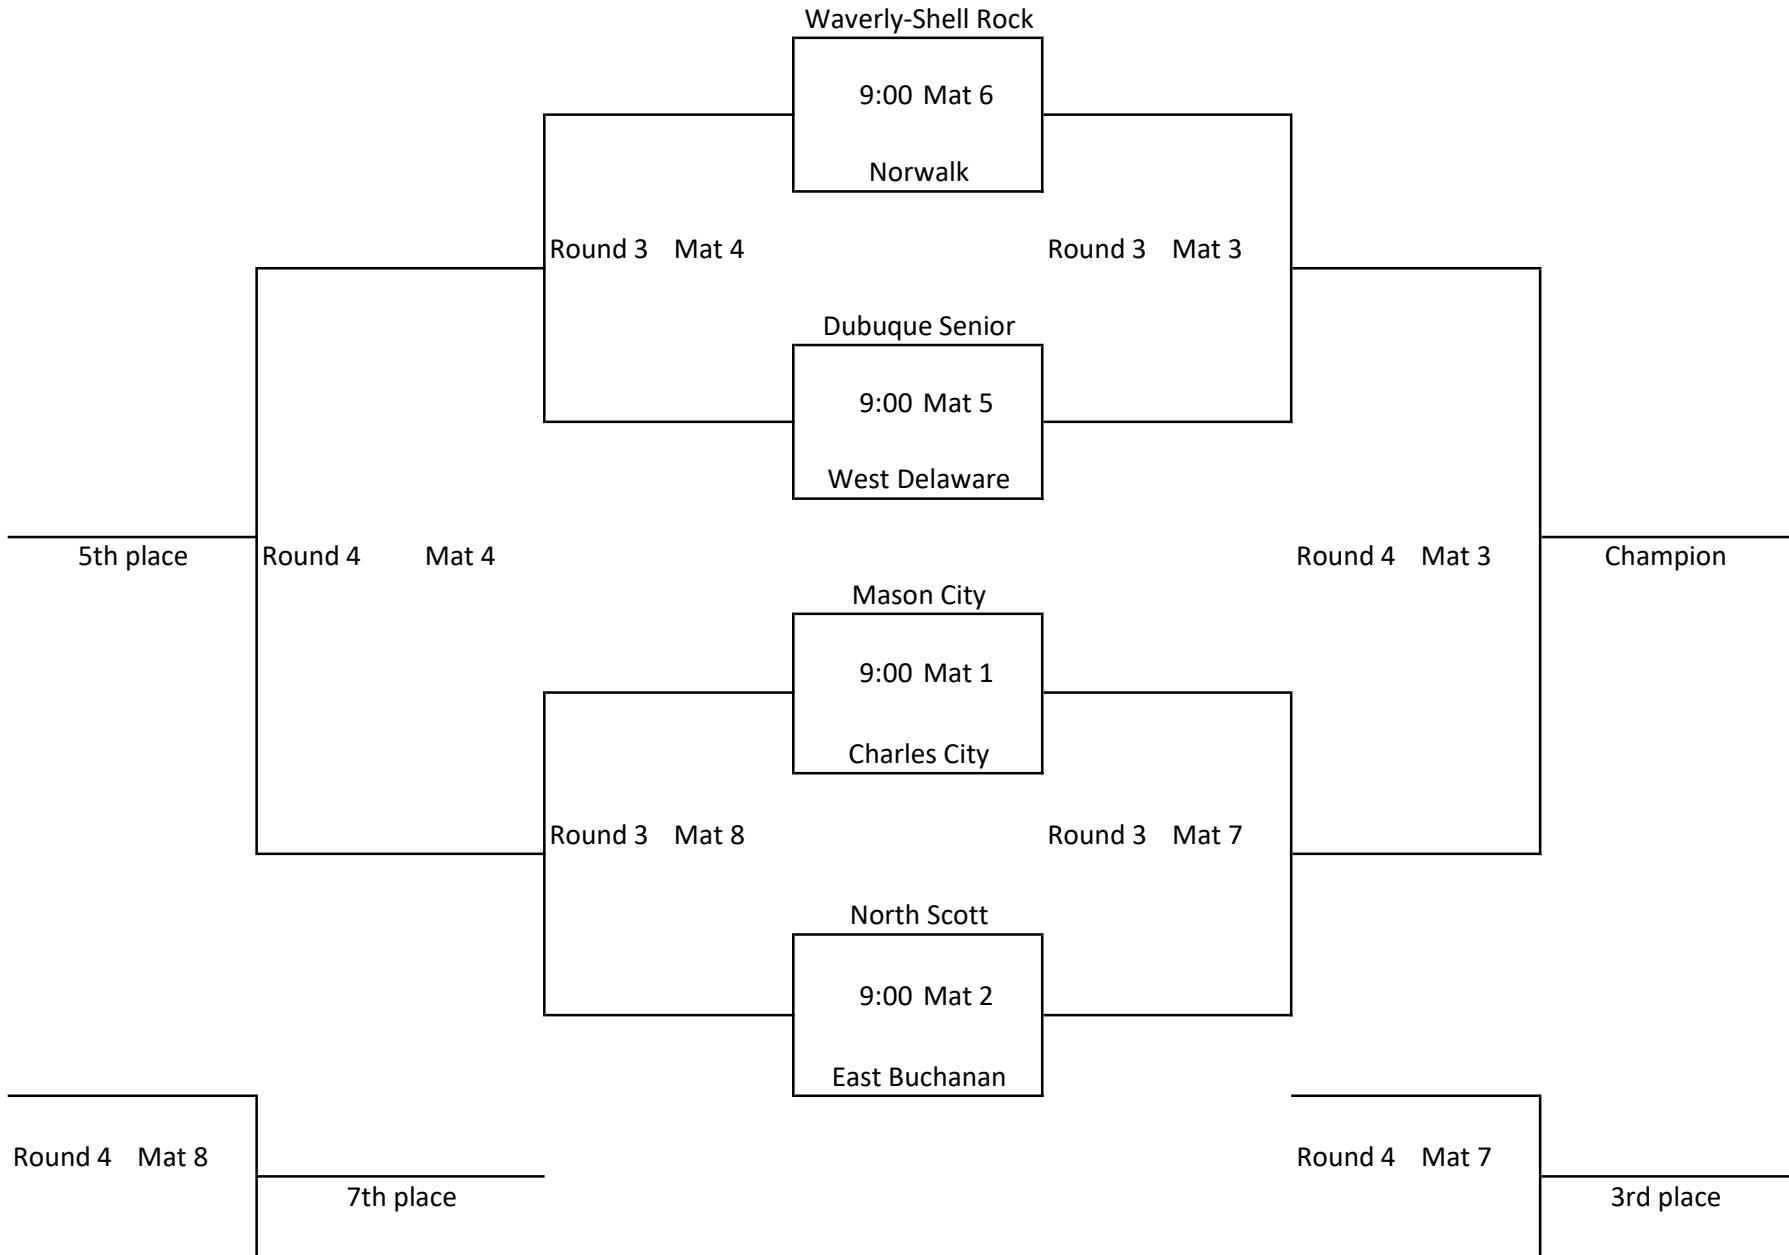 Waverly-Shell Rock
9:00 Mat 6
Norwalk
Round 3 Mat 4
Round 3 Mat 3
Dubuque Senior
9:00 Mat 5
West Delaware
5th place
Round 4 Mat 4
Round 4 Mat 3
Champion
Mason City
9:00 Mat 1
Charles City
Round 3 Mat 8
Round 3 Mat 7
North Scott
9:00 Mat 2
East Buchanan
Round 4 Mat 8
Round 4 Mat 7
7th place
3rd place